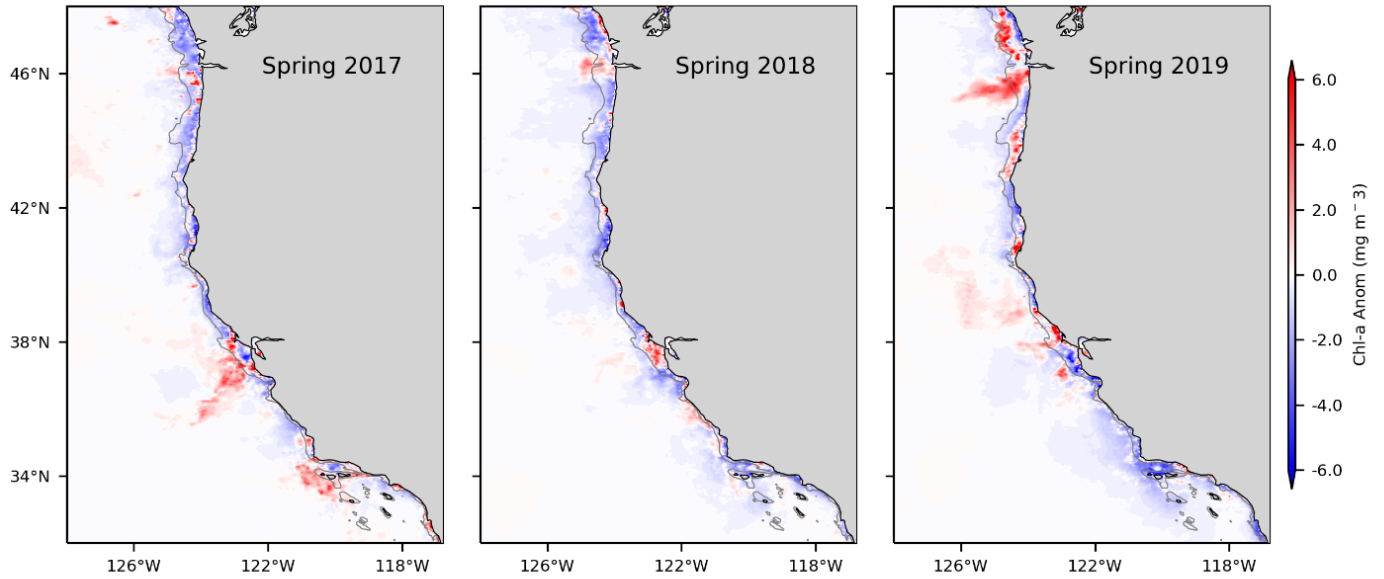 Spring 2017
Spring 2018
Spring 2019
46°N
42°N
38°N
34°N
126°W 122°W 118°W
126°W 122°W 118°W
126°W 122°W 118°W
6.0
4.0
2.0
0.0
-2.0
-4.0
-6.0
Chl-a Anom (mg m⁻ 3)